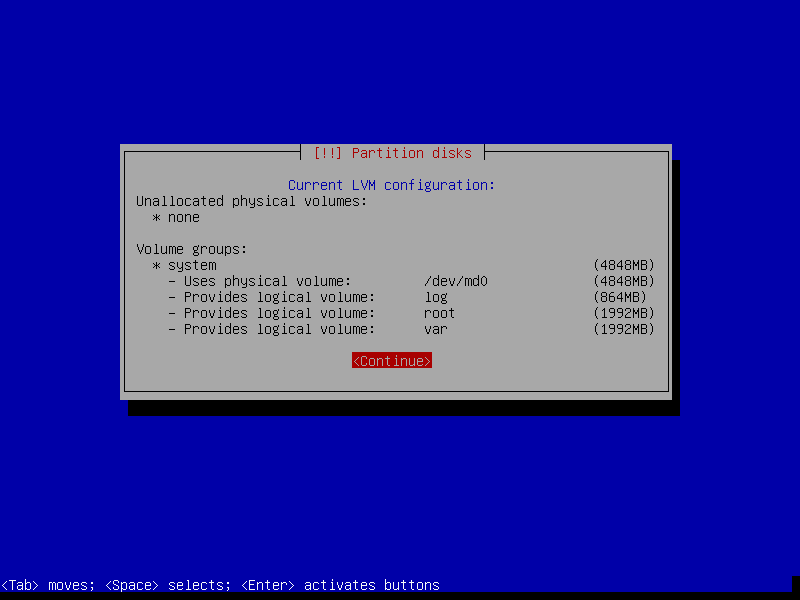 [!!] Partition disks
Current LVM configuration:
Unallocated physical volumes:
* none
Volume groups:
* system (4848MB)
- Uses physical volume: /dev/md0 (4848MB)
- Provides logical volume: log (864MB)
- Provides logical volume: root (1992MB)
- Provides logical volume: var (1992MB)
<Continue>
<Tab> moves; <Space> selects; <Enter> activates buttons